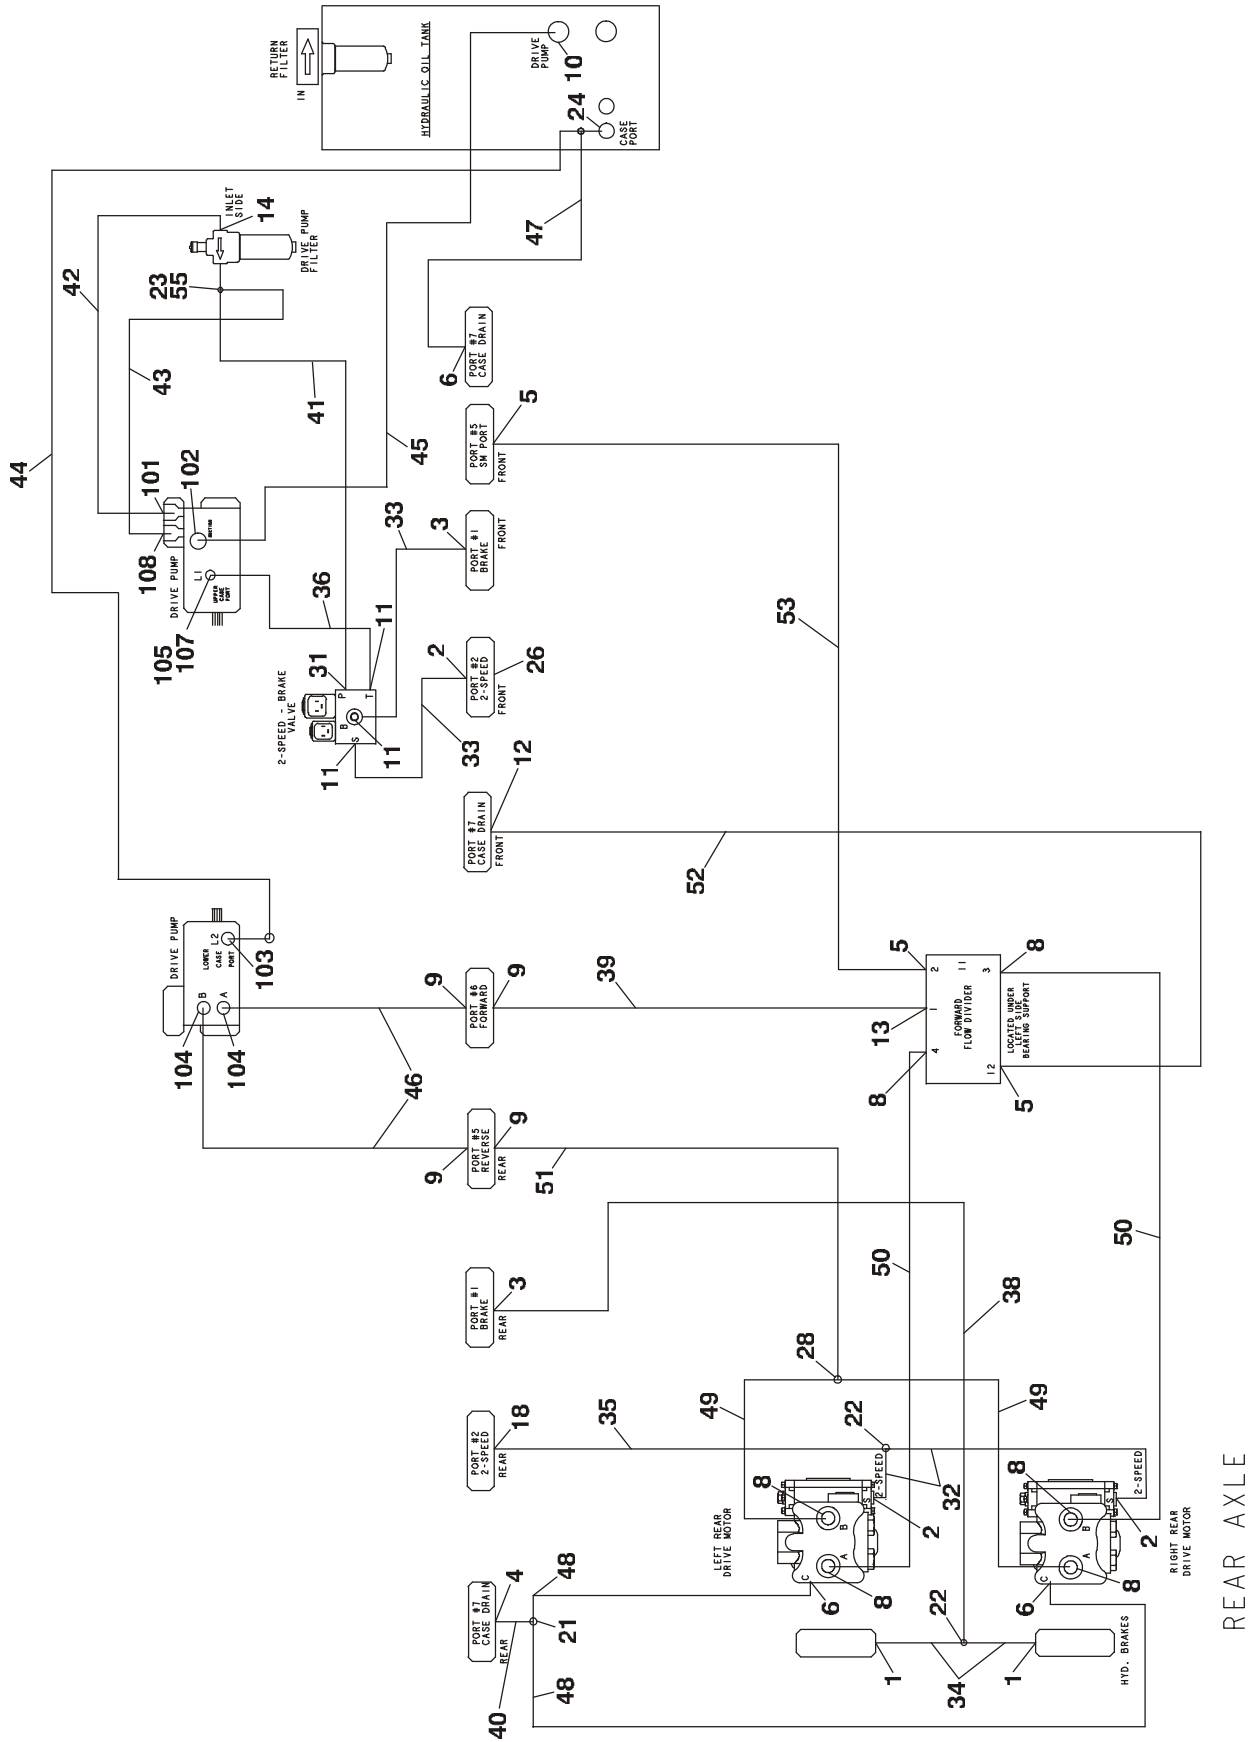 RETURN
FILTER
IN
HYDRAULIC OIL TANK
DRIVE
PUMP
10
24
CASE
PORT
44
42
INLET
SIDE
14
DRIVE PUMP
FILTER
23
55
43
41
47
45
101
102
108
DRIVE PUMP
L1
UPPER
CASE
PORT
105
107
36
6
PORT #7
CASE DRAIN
5
PORT #5
SM PORT
FRONT
33
3
PORT #1
BRAKE
FRONT
2-SPEED - BRAKE
VALVE
31
P
T
B
S
11
11
11
33
2
PORT #2
2-SPEED
FRONT
26
12
PORT #7
CASE DRAIN
FRONT
53
52
DRIVE PUMP
L2
LOWER
CASE
PORT
103
B
A
104
104
46
9
PORT #6
FORWARD
9
39
9
PORT #5
REVERSE
REAR
9
51
5
8
13
8
5
2
11
3
1
4
12
FORWARD
FLOW DIVIDER
LOCATED UNDER
LEFT SIDE
BEARING SUPPORT
PORT #1
BRAKE
REAR
3
50
50
38
28
49
49
PORT #2
2-SPEED
REAR
18
35
22
2-SPEED
32
2-SPEED
LEFT REAR
DRIVE MOTOR
8
B
A
C
S
2
8
6
RIGHT REAR
DRIVE MOTOR
8
B
A
C
S
2
8
6
PORT #7
CASE DRAIN
REAR
4
40
21
48
48
22
1
34
1
HYD. BRAKES
REAR AXLE